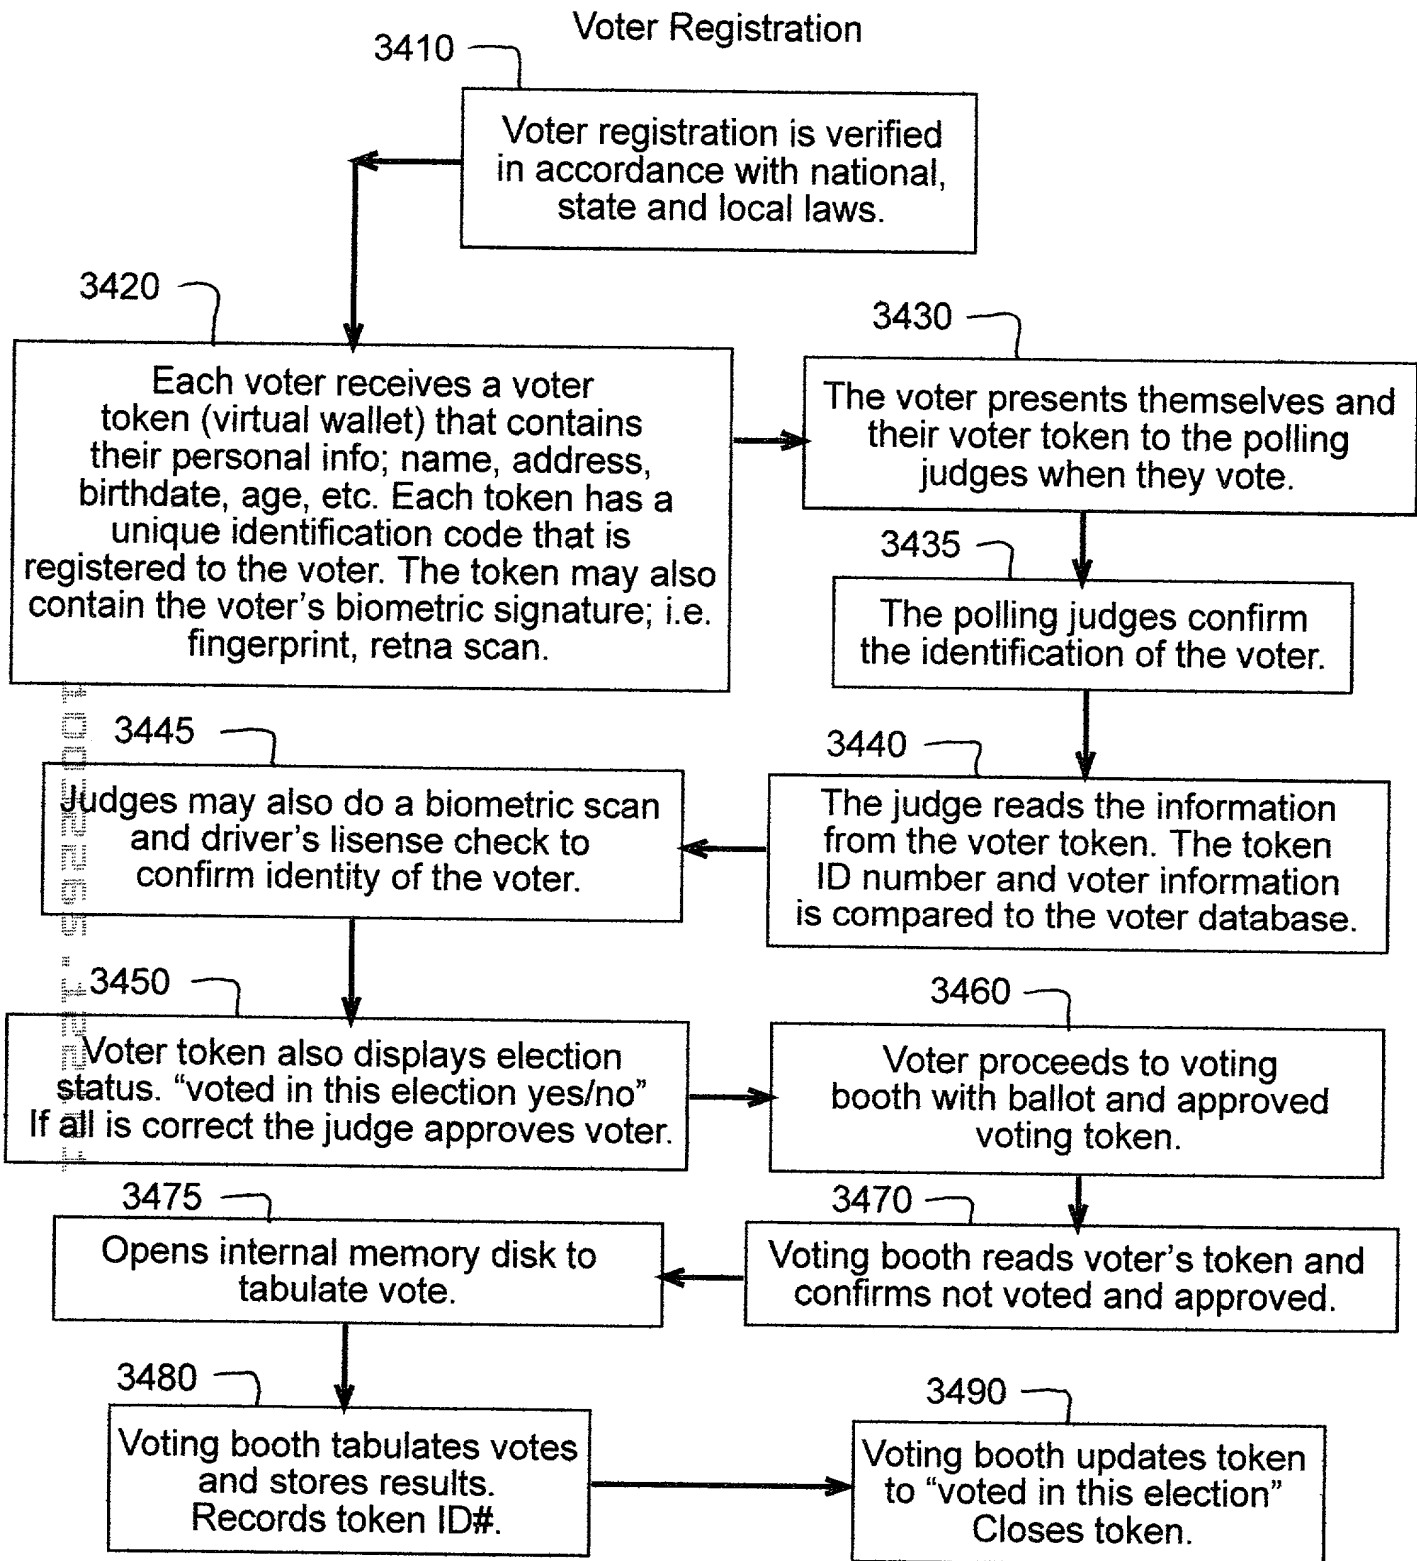 Voter Registration
3410
Voter registration is verified
in accordance with national,
state and local laws.
3420
Each voter receives a voter
token (virtual wallet) that contains
their personal info; name, address,
birthdate, age, etc. Each token has a
unique identification code that is
registered to the voter. The token may also
contain the voter's biometric signature; i.e.
fingerprint, retna scan.
3430
The voter presents themselves and
their voter token to the polling
judges when they vote.
3435
The polling judges confirm
the identification of the voter.
3440
The judge reads the information
from the voter token. The token
ID number and voter information
is compared to the voter database.
3445
Judges may also do a biometric scan
and driver's lisense check to
confirm identity of the voter.
3450
Voter token also displays election
status. “voted in this election yes/no”
If all is correct the judge approves voter.
3460
Voter proceeds to voting
booth with ballot and approved
voting token.
3470
Voting booth reads voter's token and
confirms not voted and approved.
3475
Opens internal memory disk to
tabulate vote.
3480
Voting booth tabulates votes
and stores results.
Records token ID#.
3490
Voting booth updates token
to “voted in this election”
Closes token.